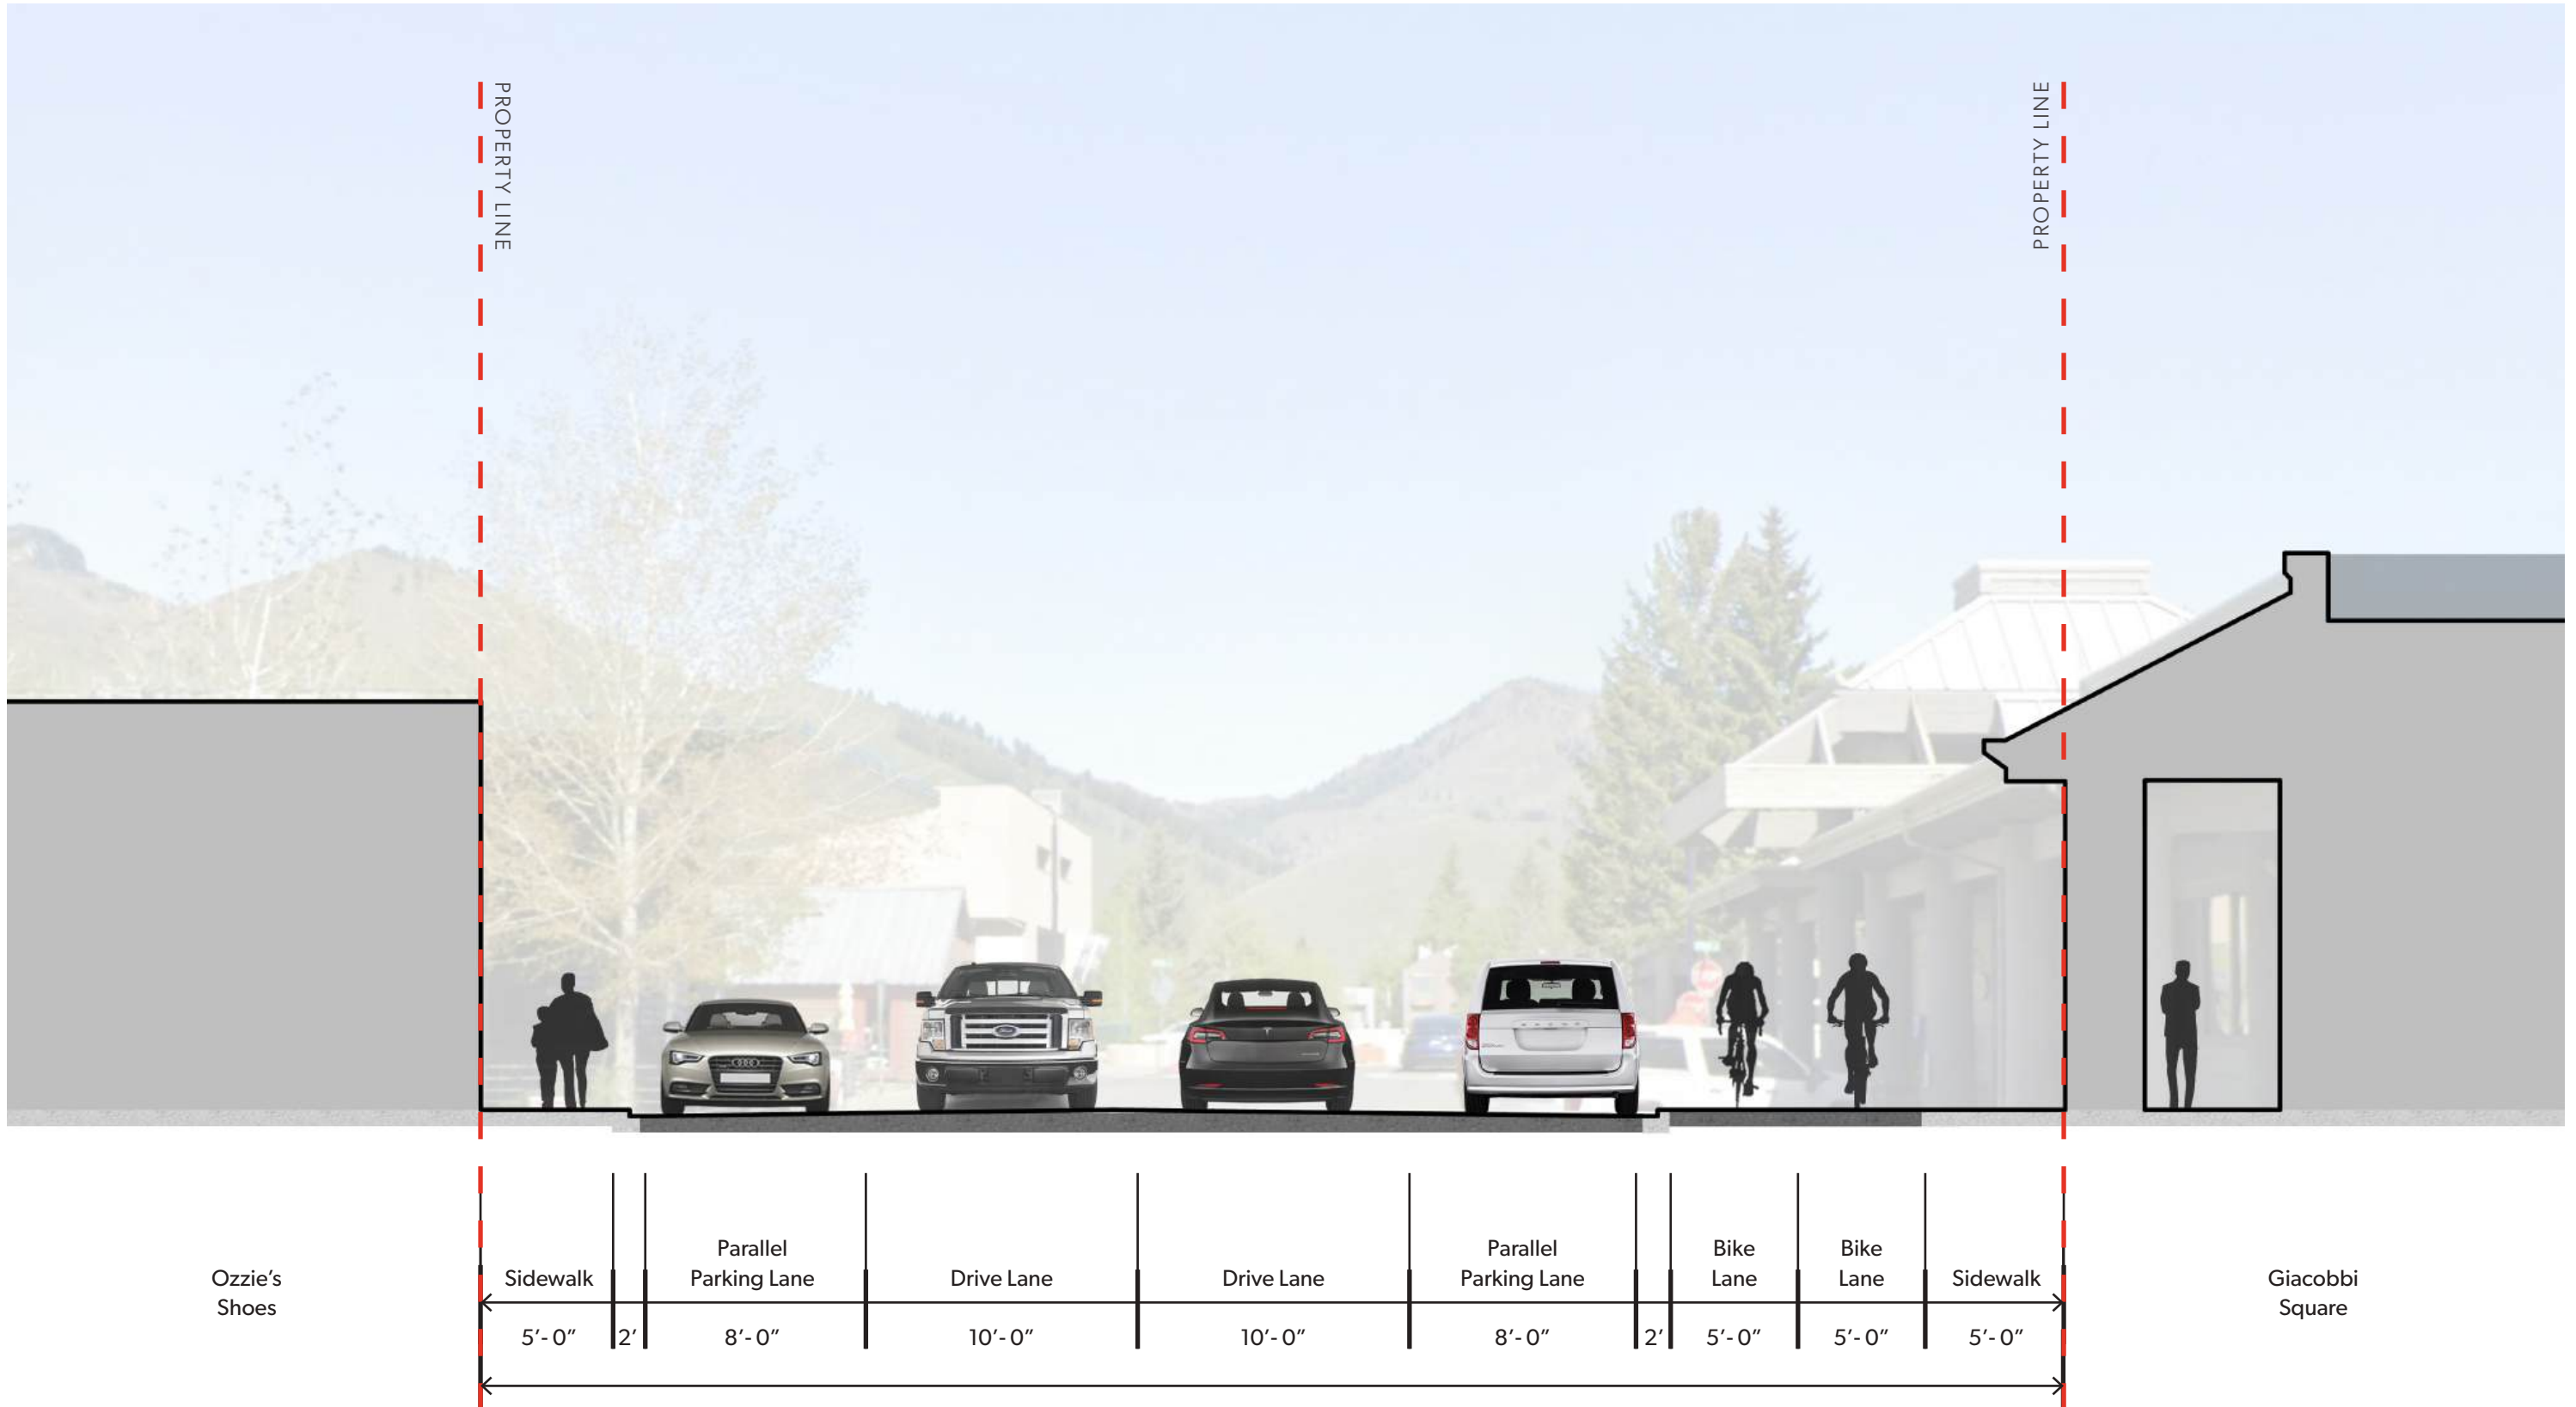 PROPERTY LINE
PROPERTY LINE
Ozzie’s
Shoes
Sidewalk
Parallel
Parking Lane
Drive Lane
Drive Lane
Parallel
Parking Lane
Bike
Lane
Bike
Lane
Sidewalk
Giacobbi
Square
5’- 0”
2’
8’- 0”
10’- 0”
10’- 0”
8’- 0”
2’
5’- 0”
5’- 0”
5’- 0”